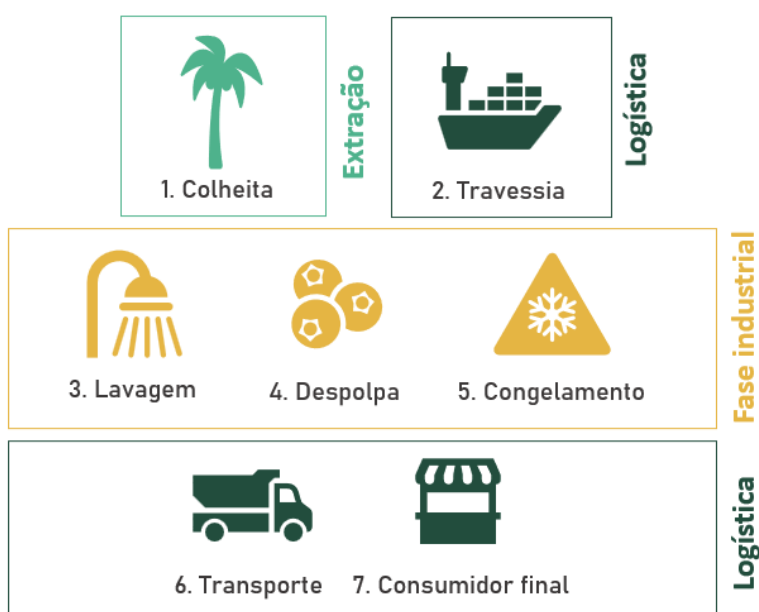 Extração
1. Colheita
Logística
2. Travessia
Fase industrial
3. Lavagem
4. Despolpa
5. Congelamento
Logística
6. Transporte
7. Consumidor final